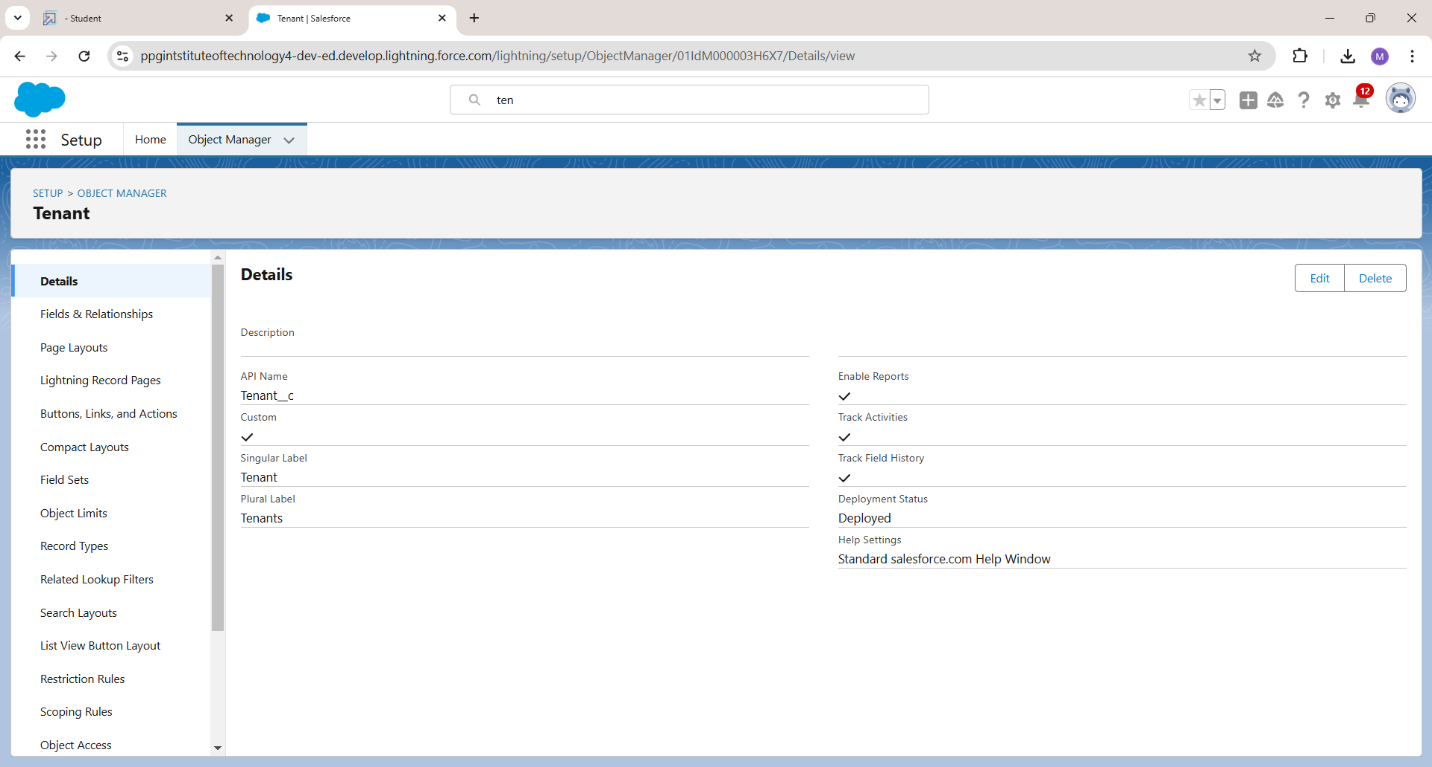 - Student
Tenant | Salesforce
ppgintstituteoftechnology4-dev-ed.develop.lightning.force.com/lightning/setup/ObjectManager/01IdM000003H6X7/Details/view
M
ten
12
Setup
Home
Object Manager
SETUP > OBJECT MANAGER
Tenant
Details
Fields & Relationships
Page Layouts
Lightning Record Pages
Buttons, Links, and Actions
Compact Layouts
Field Sets
Object Limits
Record Types
Related Lookup Filters
Search Layouts
List View Button Layout
Restriction Rules
Scoping Rules
Object Access
Details
Edit
Delete
Description
API Name
Tenant__c
Custom
Singular Label
Tenant
Plural Label
Tenants
Enable Reports
Track Activities
Track Field History
Deployment Status
Deployed
Help Settings
Standard salesforce.com Help Window